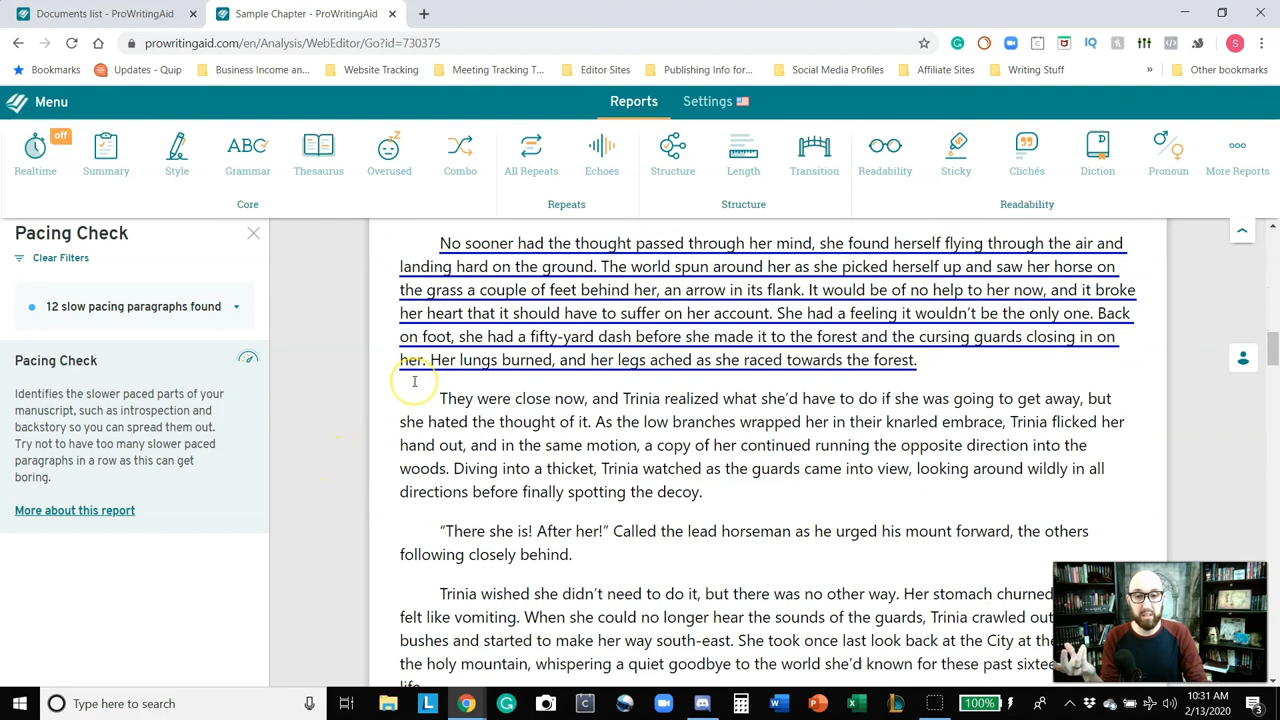 Documents list - ProWritingAid
Sample Chapter - ProWritingAid
prowritingaid.com/en/Analysis/WebEditor/Go?id=730375
Bookmarks
Updates - Quip
Business Income an...
Website Tracking
Meeting Tracking T...
Editor Sites
Publishing Info for...
Social Media Profiles
Affiliate Sites
Writing Stuff
Other bookmarks
Menu
Reports
Settings
off
Realtime
Summary
Style
ABC
Grammar
Thesaurus
Overused
Combo
All Repeats
Echoes
Structure
Length
Transition
Readability
Sticky
Clichés
Diction
Pronoun
More Reports
Core
Repeats
Structure
Readability
Pacing Check
Clear Filters
12 slow pacing paragraphs found
Pacing Check
Identifies the slower paced parts of your
manuscript, such as introspection and
backstory so you can spread them out.
Try not to have too many slower paced
paragraphs in a row as this can get
boring.
More about this report
No sooner had the thought passed through her mind, she found herself flying through the air and
landing hard on the ground. The world spun around her as she picked herself up and saw her horse on
the grass a couple of feet behind her, an arrow in its flank. It would be of no help to her now, and it broke
her heart that it should have to suffer on her account. She had a feeling it wouldn't be the only one. Back
on foot, she had a fifty-yard dash before she made it to the forest and the cursing guards closing in on
her. Her lungs burned, and her legs ached as she raced towards the forest.
They were close now, and Trinia realized what she'd have to do if she was going to get away, but
she hated the thought of it. As the low branches wrapped her in their knarled embrace, Trinia flicked her
hand out, and in the same motion, a copy of her continued running the opposite direction into the
woods. Diving into a thicket, Trinia watched as the guards came into view, looking around wildly in all
directions before finally spotting the decoy.
“There she is! After her!” Called the lead horseman as he urged his mount forward, the others
following closely behind.
Trinia wished she didn't need to do it, but there was no other way. Her stomach churned
felt like vomiting. When she could no longer hear the sounds of the guards, Trinia crawled out
bushes and started to make her way south-east. She took once last look back at the City at the
the holy mountain, whispering a quiet goodbye to the world she'd known for these past sixtee
life.
Type here to search
100%
10:31 AM
2/13/2020
3